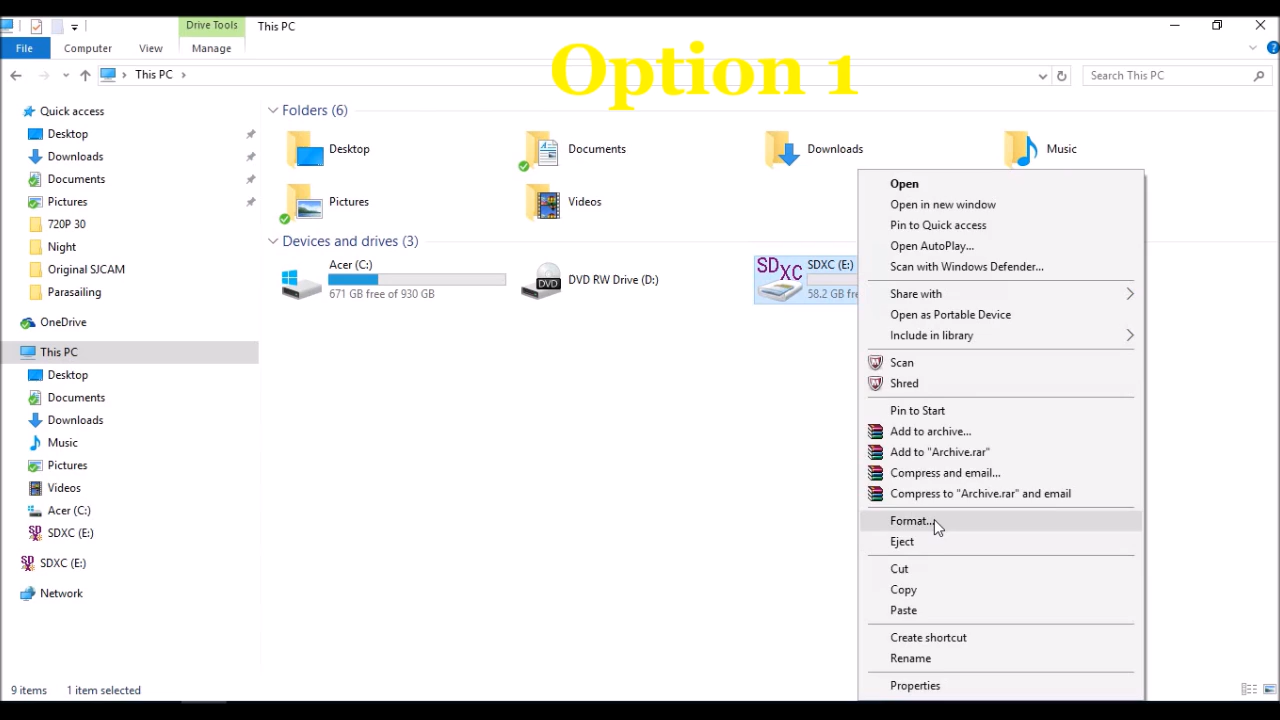 Drive Tools
This PC
File
Computer
View
Manage
Option 1
This PC
Search This PC
Quick access
Desktop
Downloads
Documents
Pictures
720P 30
Night
Original SJCAM
Parasailing
OneDrive
This PC
Desktop
Documents
Downloads
Music
Pictures
Videos
Acer (C:)
SDXC (E:)
SDXC (E:)
Network
Folders (6)
Desktop
Documents
Downloads
Music
Pictures
Videos
Devices and drives (3)
Acer (C:)
671 GB free of 930 GB
DVD
DVD RW Drive (D:)
SDXC
SDXC (E:)
58.2 GB fre
Open
Open in new window
Pin to Quick access
Open AutoPlay...
Scan with Windows Defender...
Share with
Open as Portable Device
Include in library
Scan
Shred
Pin to Start
Add to archive...
Add to "Archive.rar"
Compress and email...
Compress to "Archive.rar" and email
Format...
Eject
Cut
Copy
Paste
Create shortcut
Rename
Properties
9 items
1 item selected